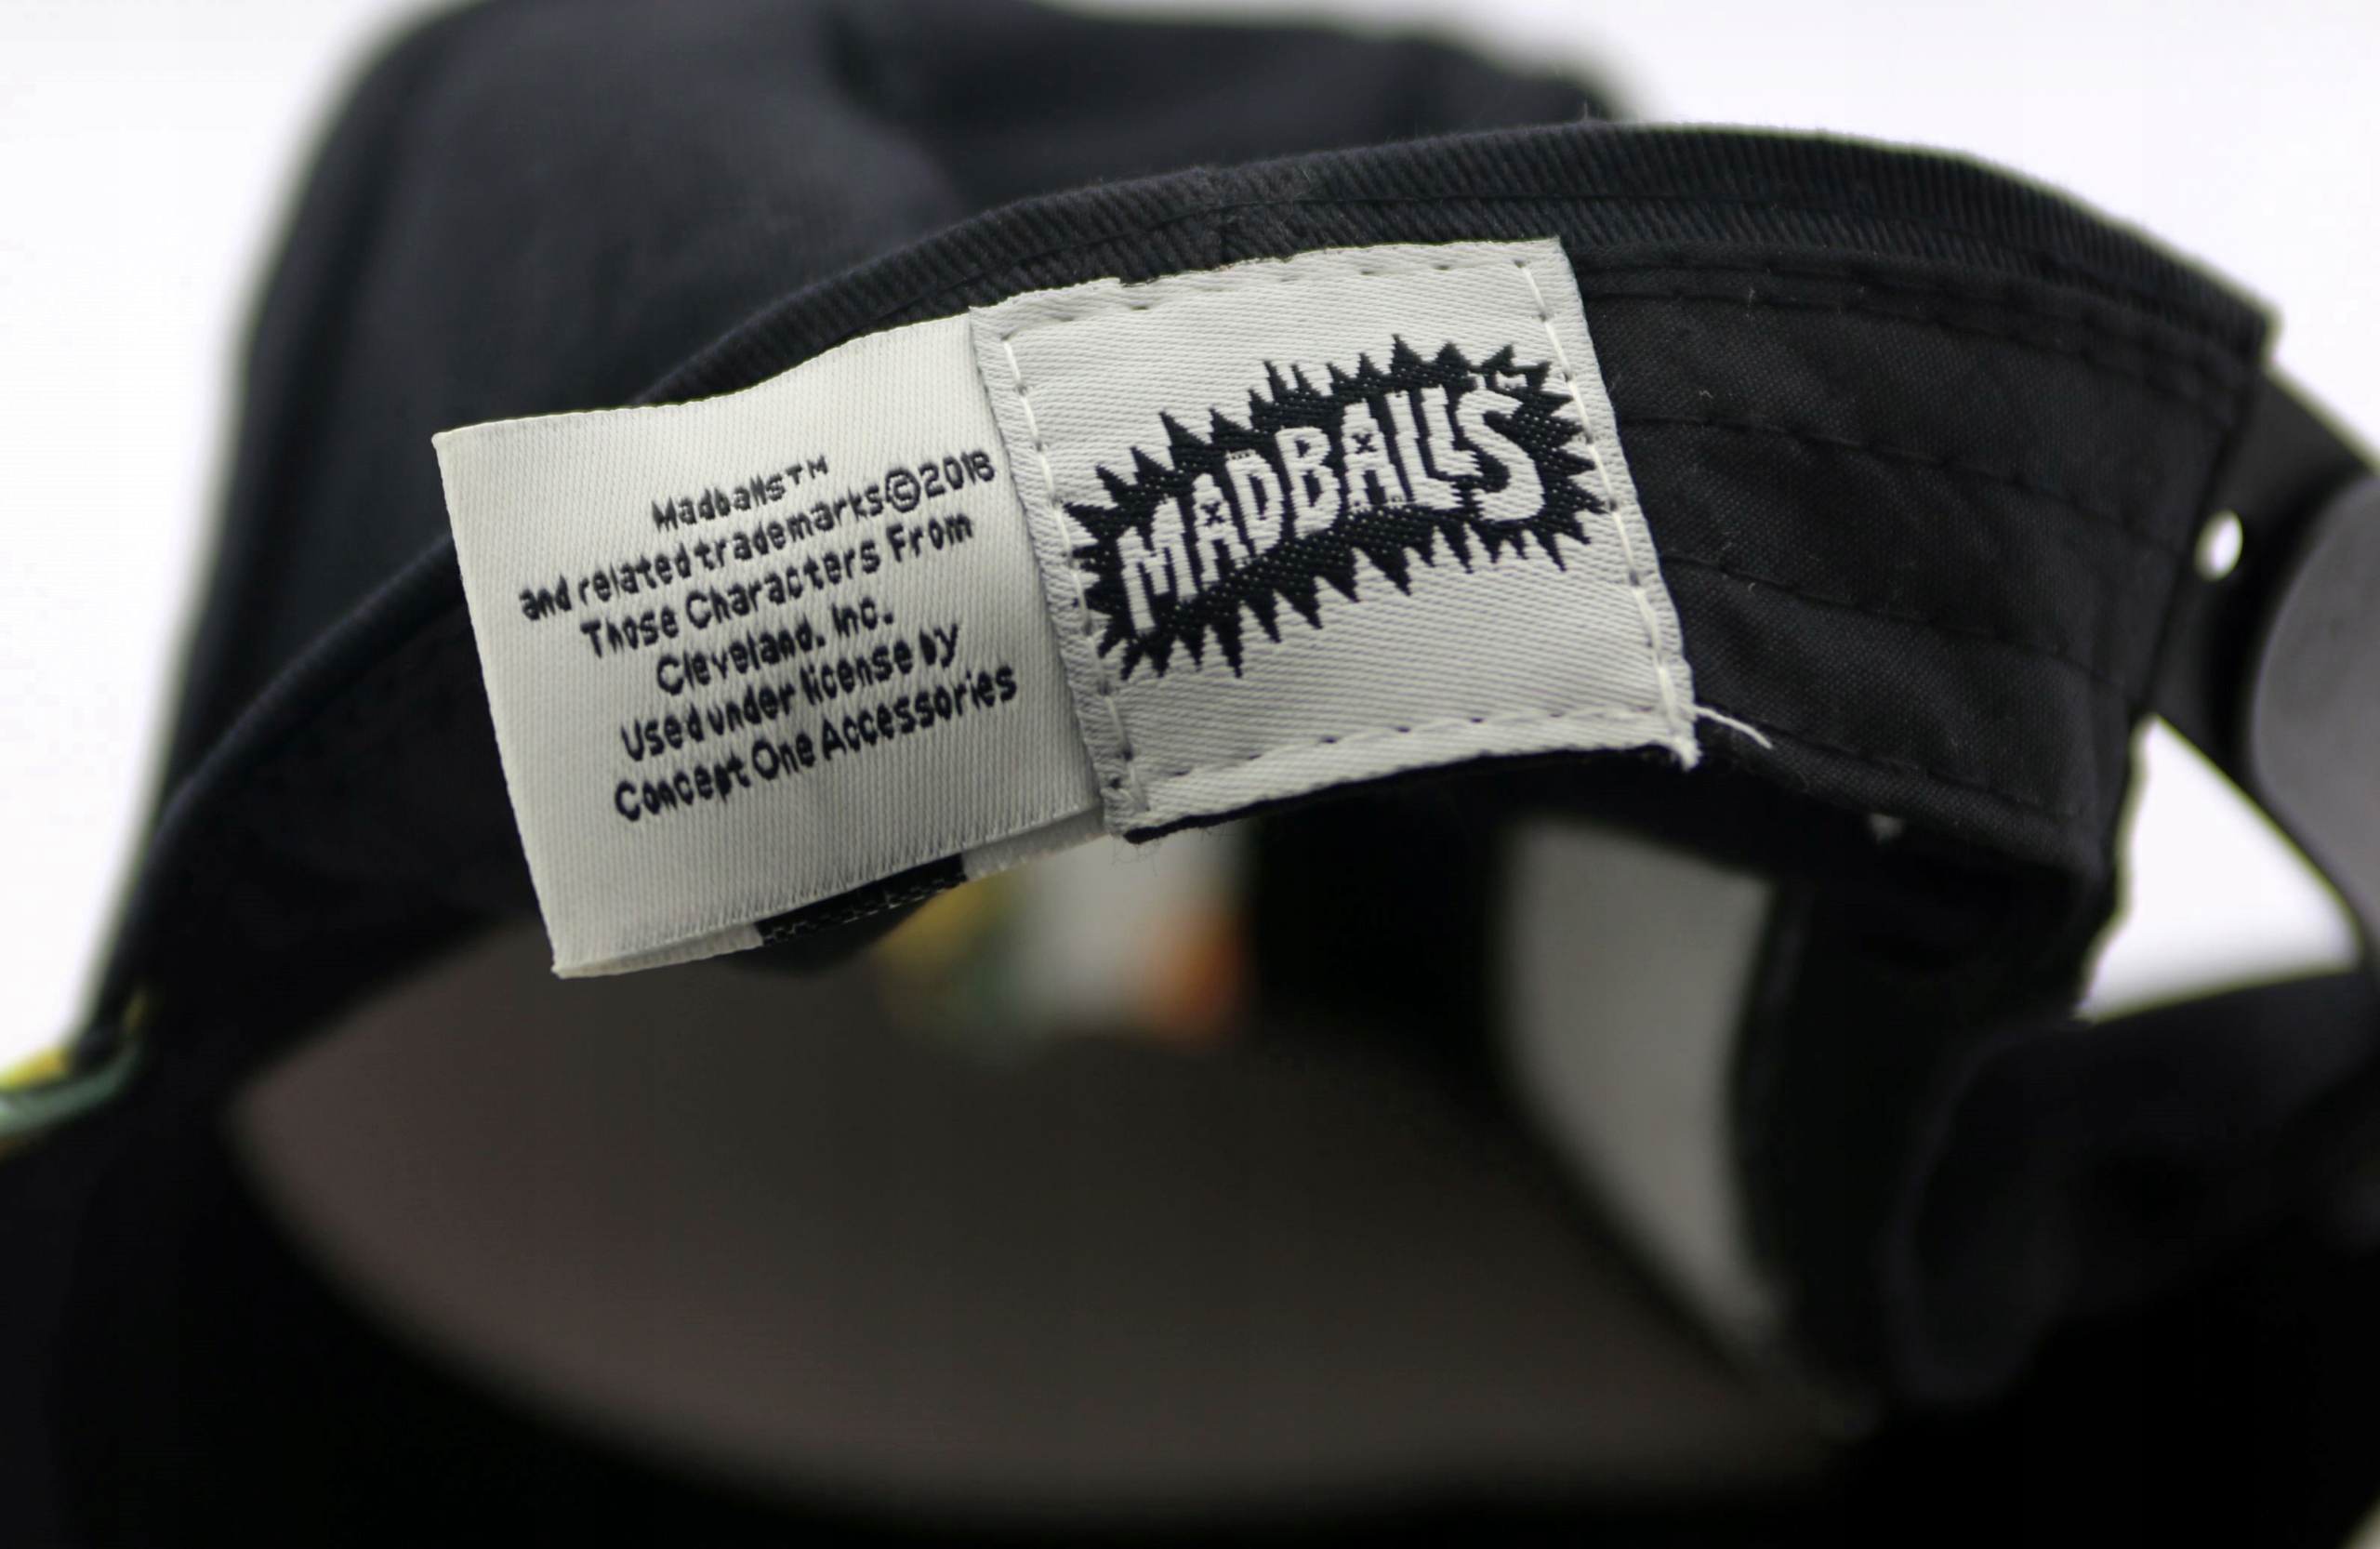 Madballs™
and related trademarks©2016
Those Characters From
Cleveland, Inc.
Used under license by
Concept One Accessories
MADBALLS